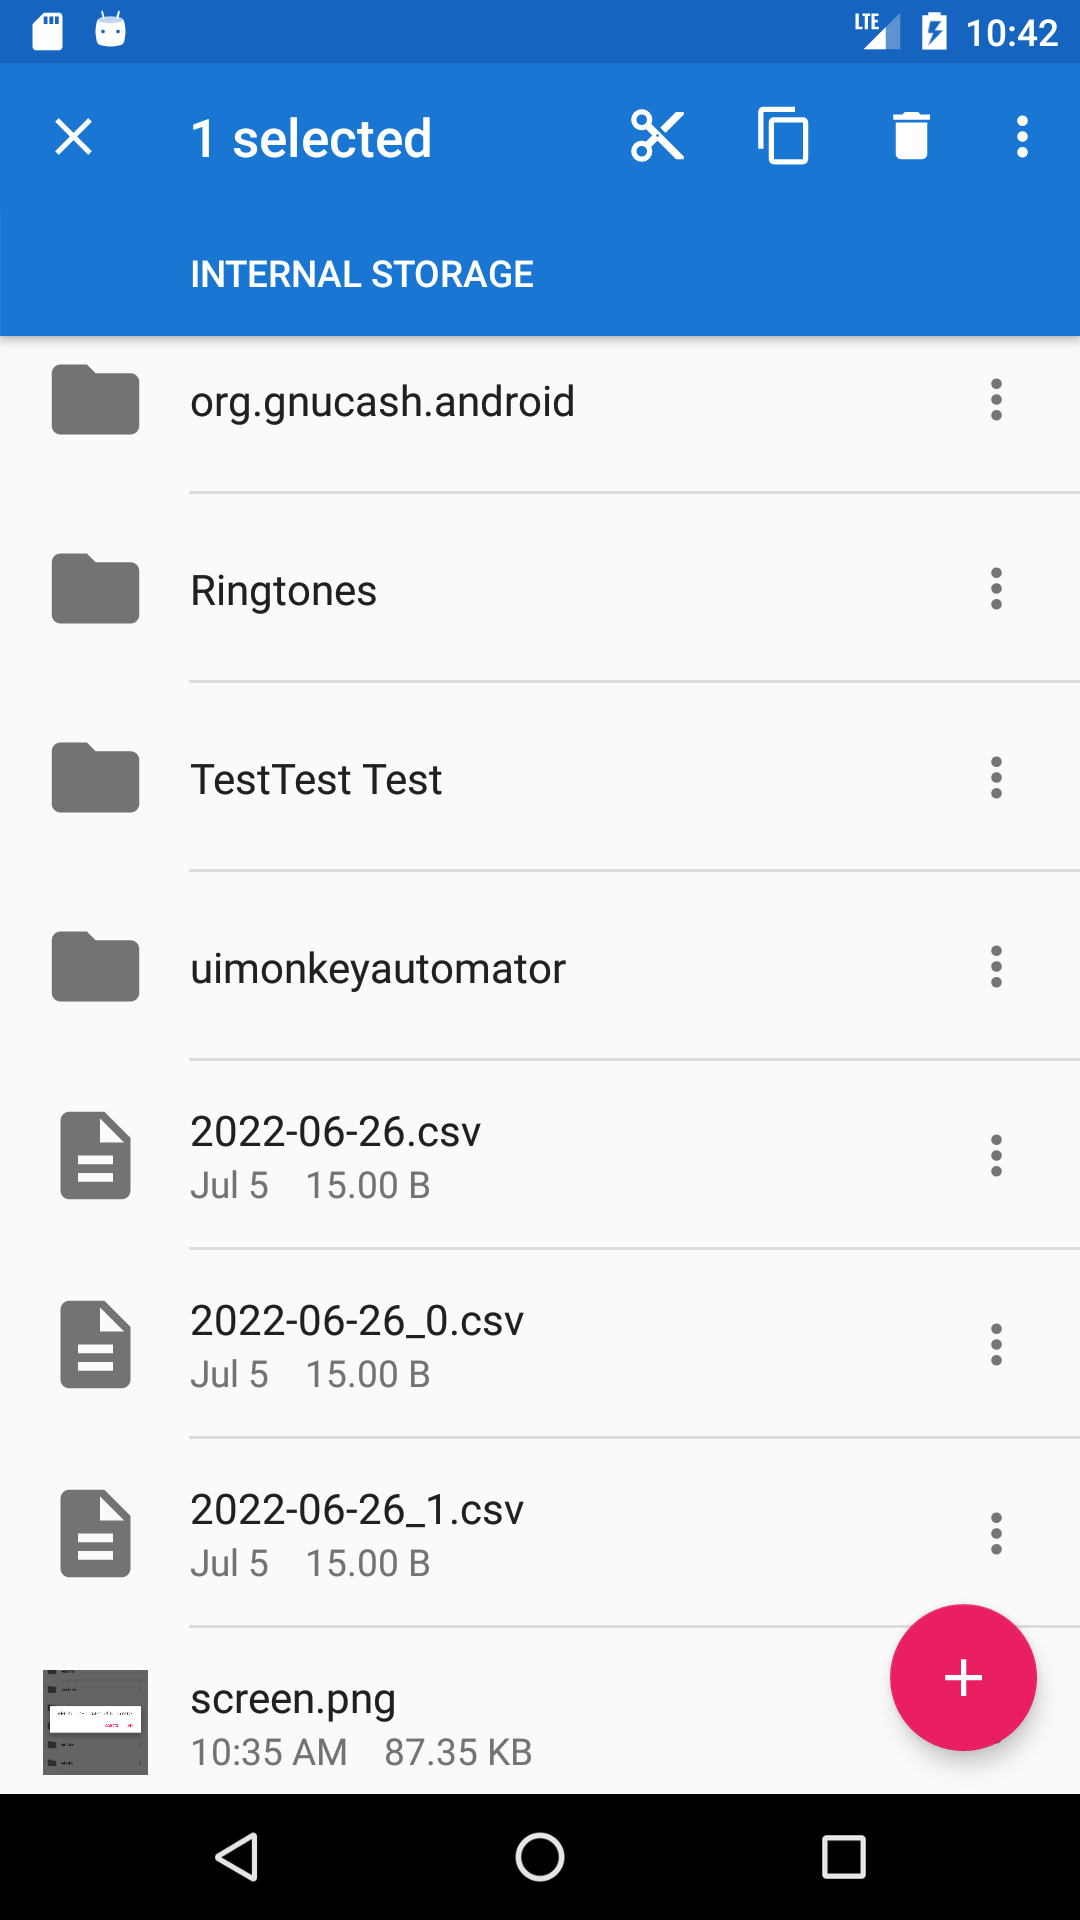 LTE 10:42
1 selected
INTERNAL STORAGE
org.gnucash.android
Ringtones
TestTest Test
uimonkeyautomator
2022-06-26.csv
Jul 5 15.00 B
2022-06-26_0.csv
Jul 5 15.00 B
2022-06-26_1.csv
Jul 5 15.00 B
screen.png
10:35 AM 87.35 KB